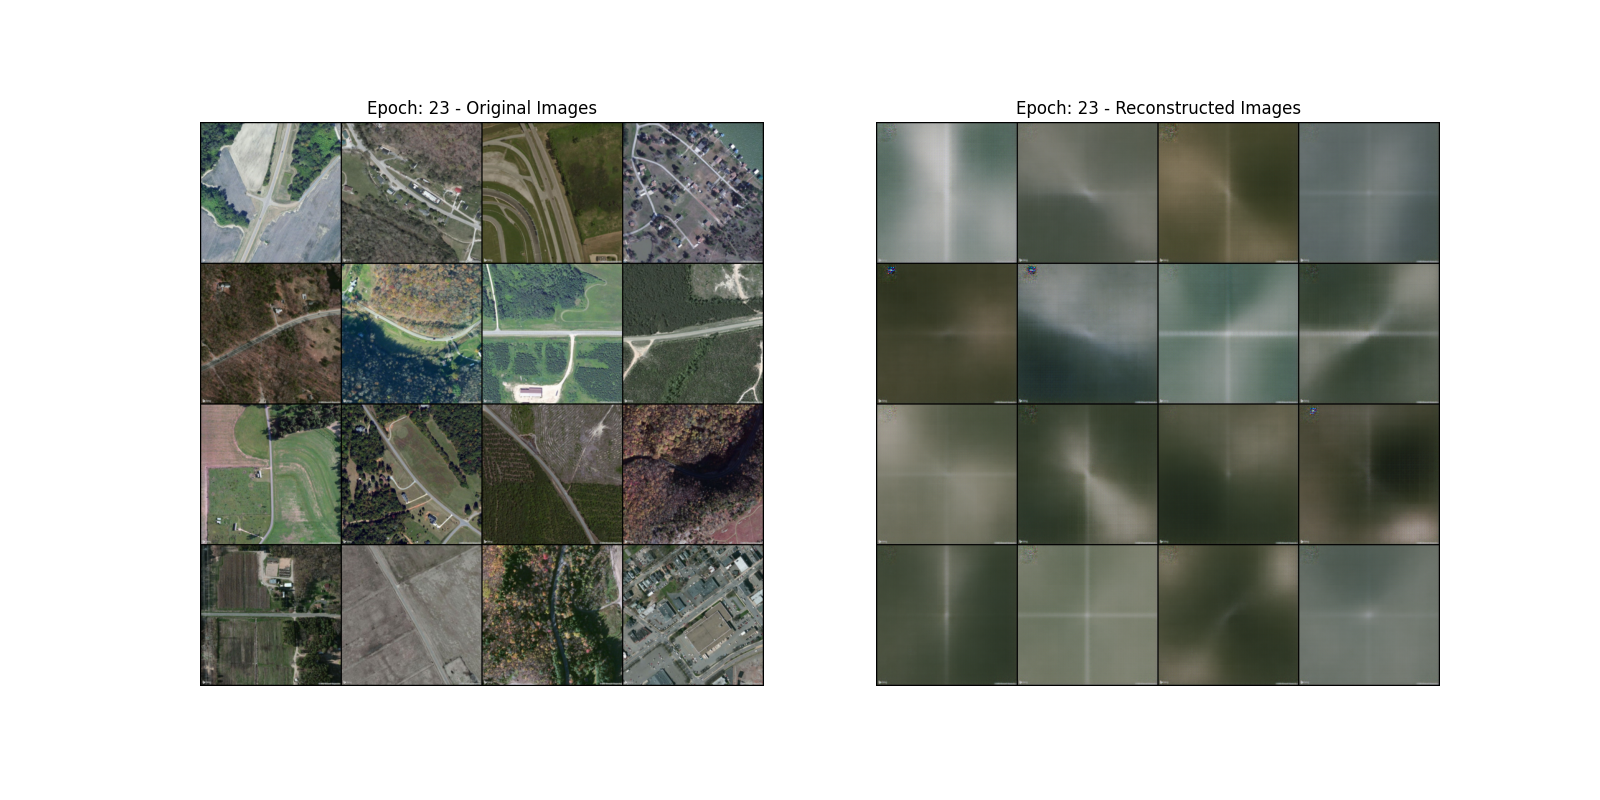 Epoch: 23 - Original Images
Epoch: 23 - Reconstructed Images